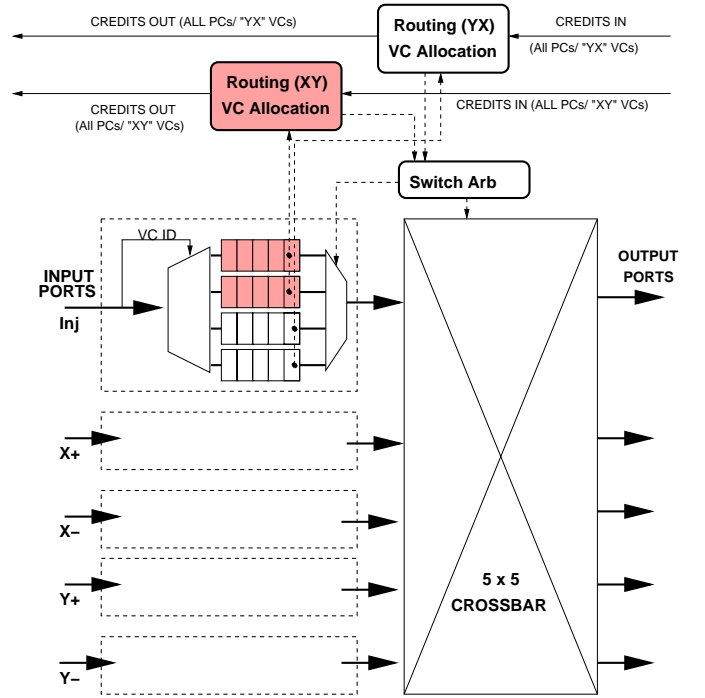 CREDITS OUT (ALL PCs/ "YX" VCs)
Routing (YX)
VC Allocation
CREDITS IN
(All PCs/ "YX" VCs)
Routing (XY)
VC Allocation
CREDITS OUT
(All PCs/ "XY" VCs)
CREDITS IN (ALL PCs/ "XY" VCs)
Switch Arb
VC ID
INPUT
PORTS
Inj
OUTPUT
PORTS
X+
X−
Y+
Y−
5 x 5
CROSSBAR